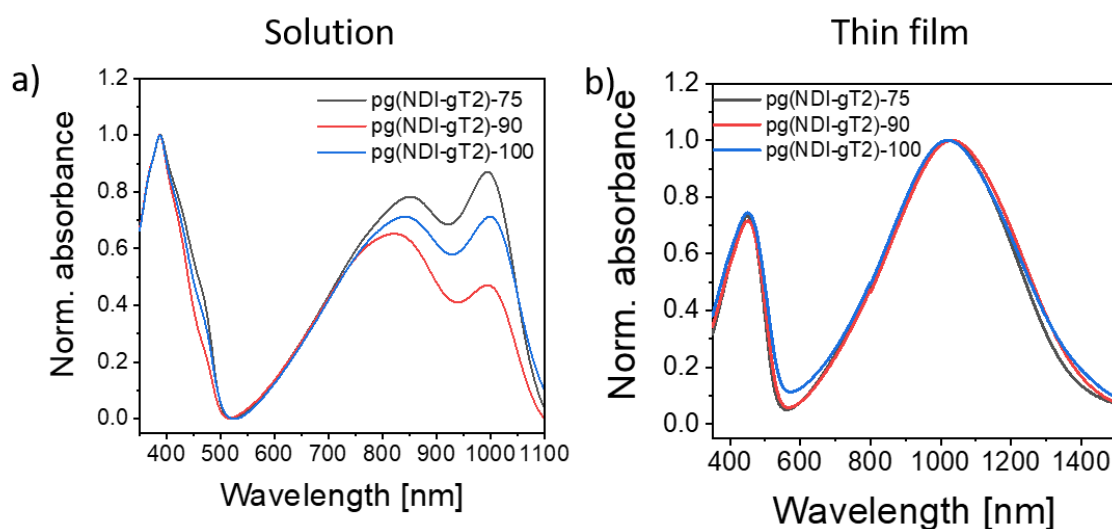 Solution
Thin film
a)
1.2
1.0
0.8
0.6
0.4
0.2
0.0
Norm. absorbance
pg(NDI-gT2)-75
pg(NDI-gT2)-90
pg(NDI-gT2)-100
400 500 600 700 800 900 1000 1100
Wavelength [nm]
b)
1.2
1.0
0.8
0.6
0.4
0.2
0.0
Norm. absorbance
pg(NDI-gT2)-75
pg(NDI-gT2)-90
pg(NDI-gT2)-100
400 600 800 1000 1200 1400
Wavelength [nm]